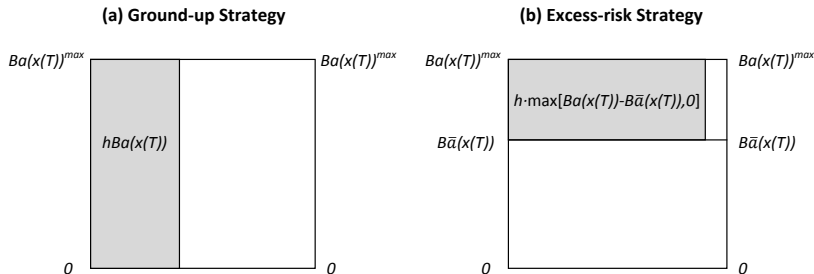 (a) Ground-up Strategy
(b) Excess-risk Strategy
Ba(x(T))^max
Ba(x(T))^max
Ba(x(T))^max
Ba(x(T))^max
h·max[Ba(x(T))-Bā(x(T)),0]
hBa(x(T))
Bā(x(T))
Bā(x(T))
0
0
0
0